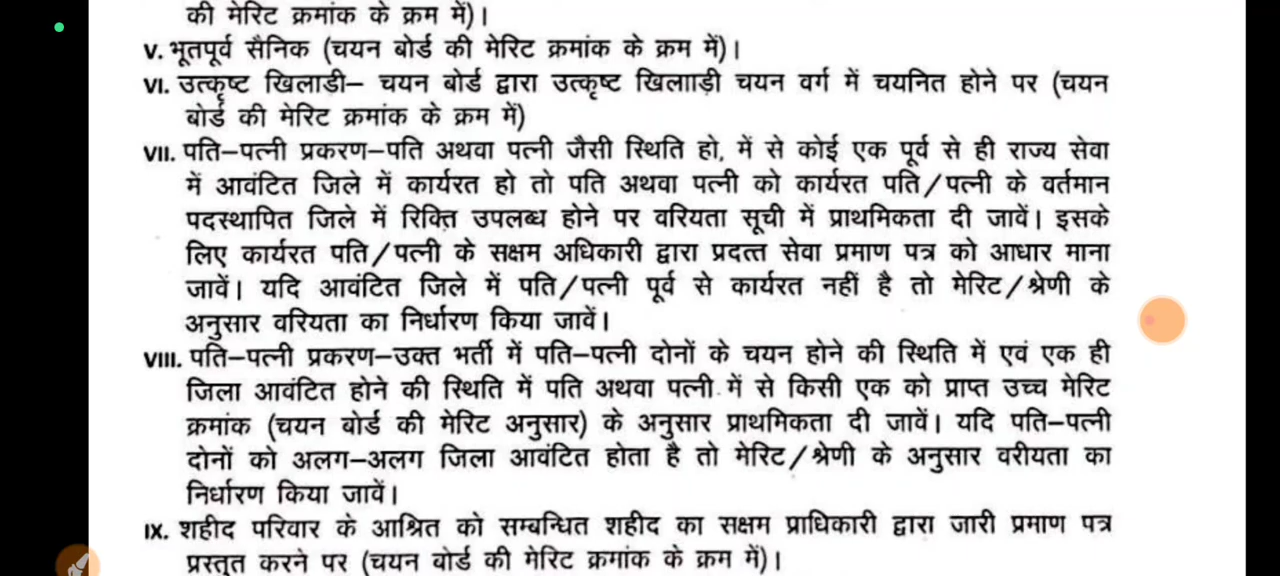 की मेरिट क्रमांक के क्रम में)।
V. भूतपूर्व सैनिक (चयन बोर्ड की मेरिट क्रमांक के क्रम में)।
VI. उत्कृष्ट खिलाडी– चयन बोर्ड द्वारा उत्कृष्ट खिलााड़ी चयन वर्ग में चयनित होने पर (चयन
बोर्ड की मेरिट क्रमांक के क्रम में)
VII. पति–पत्नी प्रकरण–पति अथवा पत्नी जैसी स्थिति हो, में से कोई एक पूर्व से ही राज्य सेवा
में आवंटित जिले में कार्यरत हो तो पति अथवा पत्नी को कार्यरत पति/पत्नी के वर्तमान
पदस्थापित जिले में रिक्ति उपलब्ध होने पर वरियता सूची में प्राथमिकता दी जावें। इसके
लिए कार्यरत पति/पत्नी के सक्षम अधिकारी द्वारा प्रदत्त सेवा प्रमाण पत्र को आधार माना
जावें। यदि आवंटित जिले में पति/पत्नी पूर्व से कार्यरत नहीं है तो मेरिट/श्रेणी के
अनुसार वरियता का निर्धारण किया जावें।
VIII. पति–पत्नी प्रकरण–उक्त भर्ती में पति–पत्नी दोनों के चयन होने की स्थिति में एवं एक ही
जिला आवंटित होने की स्थिति में पति अथवा पत्नी में से किसी एक को प्राप्त उच्च मेरिट
क्रमांक (चयन बोर्ड की मेरिट अनुसार) के अनुसार प्राथमिकता दी जावें। यदि पति–पत्नी
दोनों को अलग–अलग जिला आवंटित होता है तो मेरिट/श्रेणी के अनुसार वरीयता का
निर्धारण किया जावें।
IX. शहीद परिवार के आश्रित को सम्बन्धित शहीद का सक्षम प्राधिकारी द्वारा जारी प्रमाण पत्र
प्रस्तुत करने पर (चयन बोर्ड की मेरिट क्रमांक के क्रम में)।